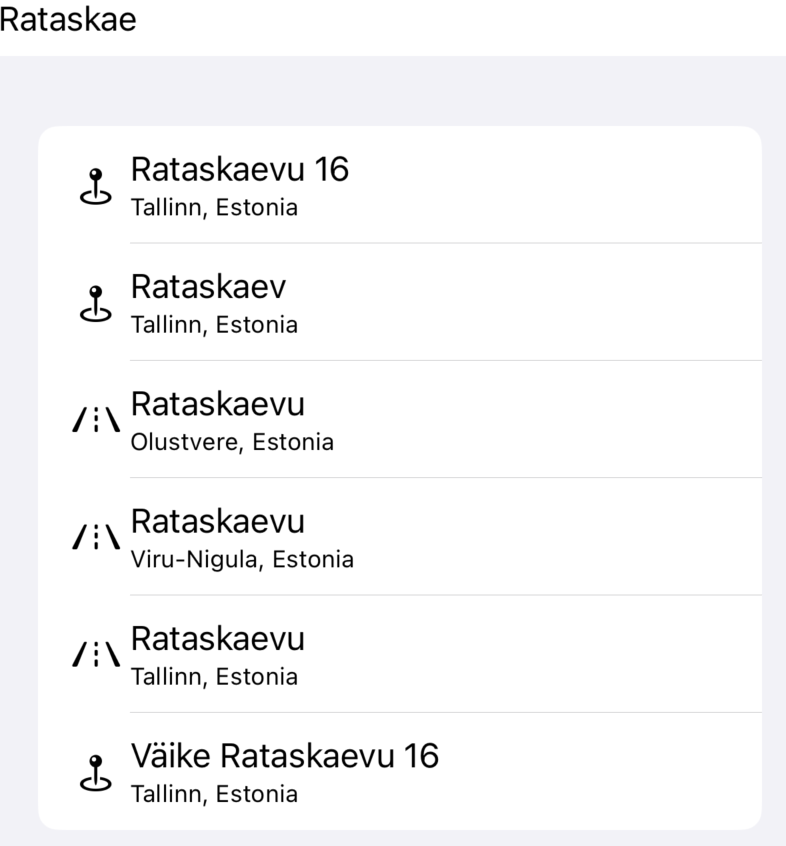 Rataskae
Rataskaevu 16
Tallinn, Estonia
Rataskaev
Tallinn, Estonia
Rataskaevu
Olustvere, Estonia
Rataskaevu
Viru-Nigula, Estonia
Rataskaevu
Tallinn, Estonia
Väike Rataskaevu 16
Tallinn, Estonia